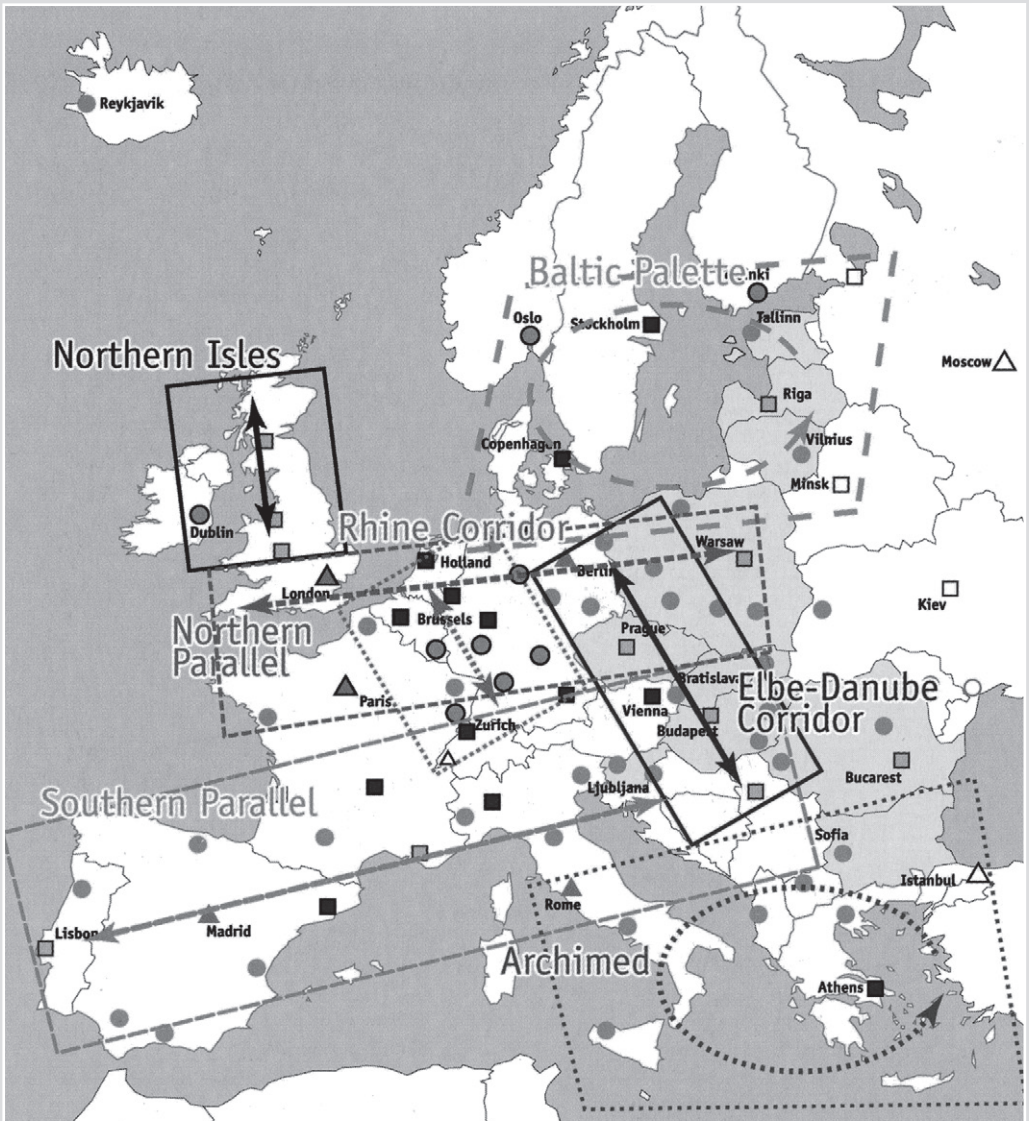 Reykjavik
Baltic Palette
Oslo
Stockholm
Tallinn
Moscow
Northern Isles
Riga
Copenhagen
Vilnius
Minsk
Dublin
Rhine Corridor
Warsaw
Holland
Berlin
London
Kiev
Brussels
Northern
Parallel
Prague
Bratislava
Elbe-Danube
Corridor
Paris
Vienna
Zurich
Budapest
Bucarest
Ljubljana
Southern Parallel
Sofia
Istanbul
Rome
Lisbon
Madrid
Archimed
Athens